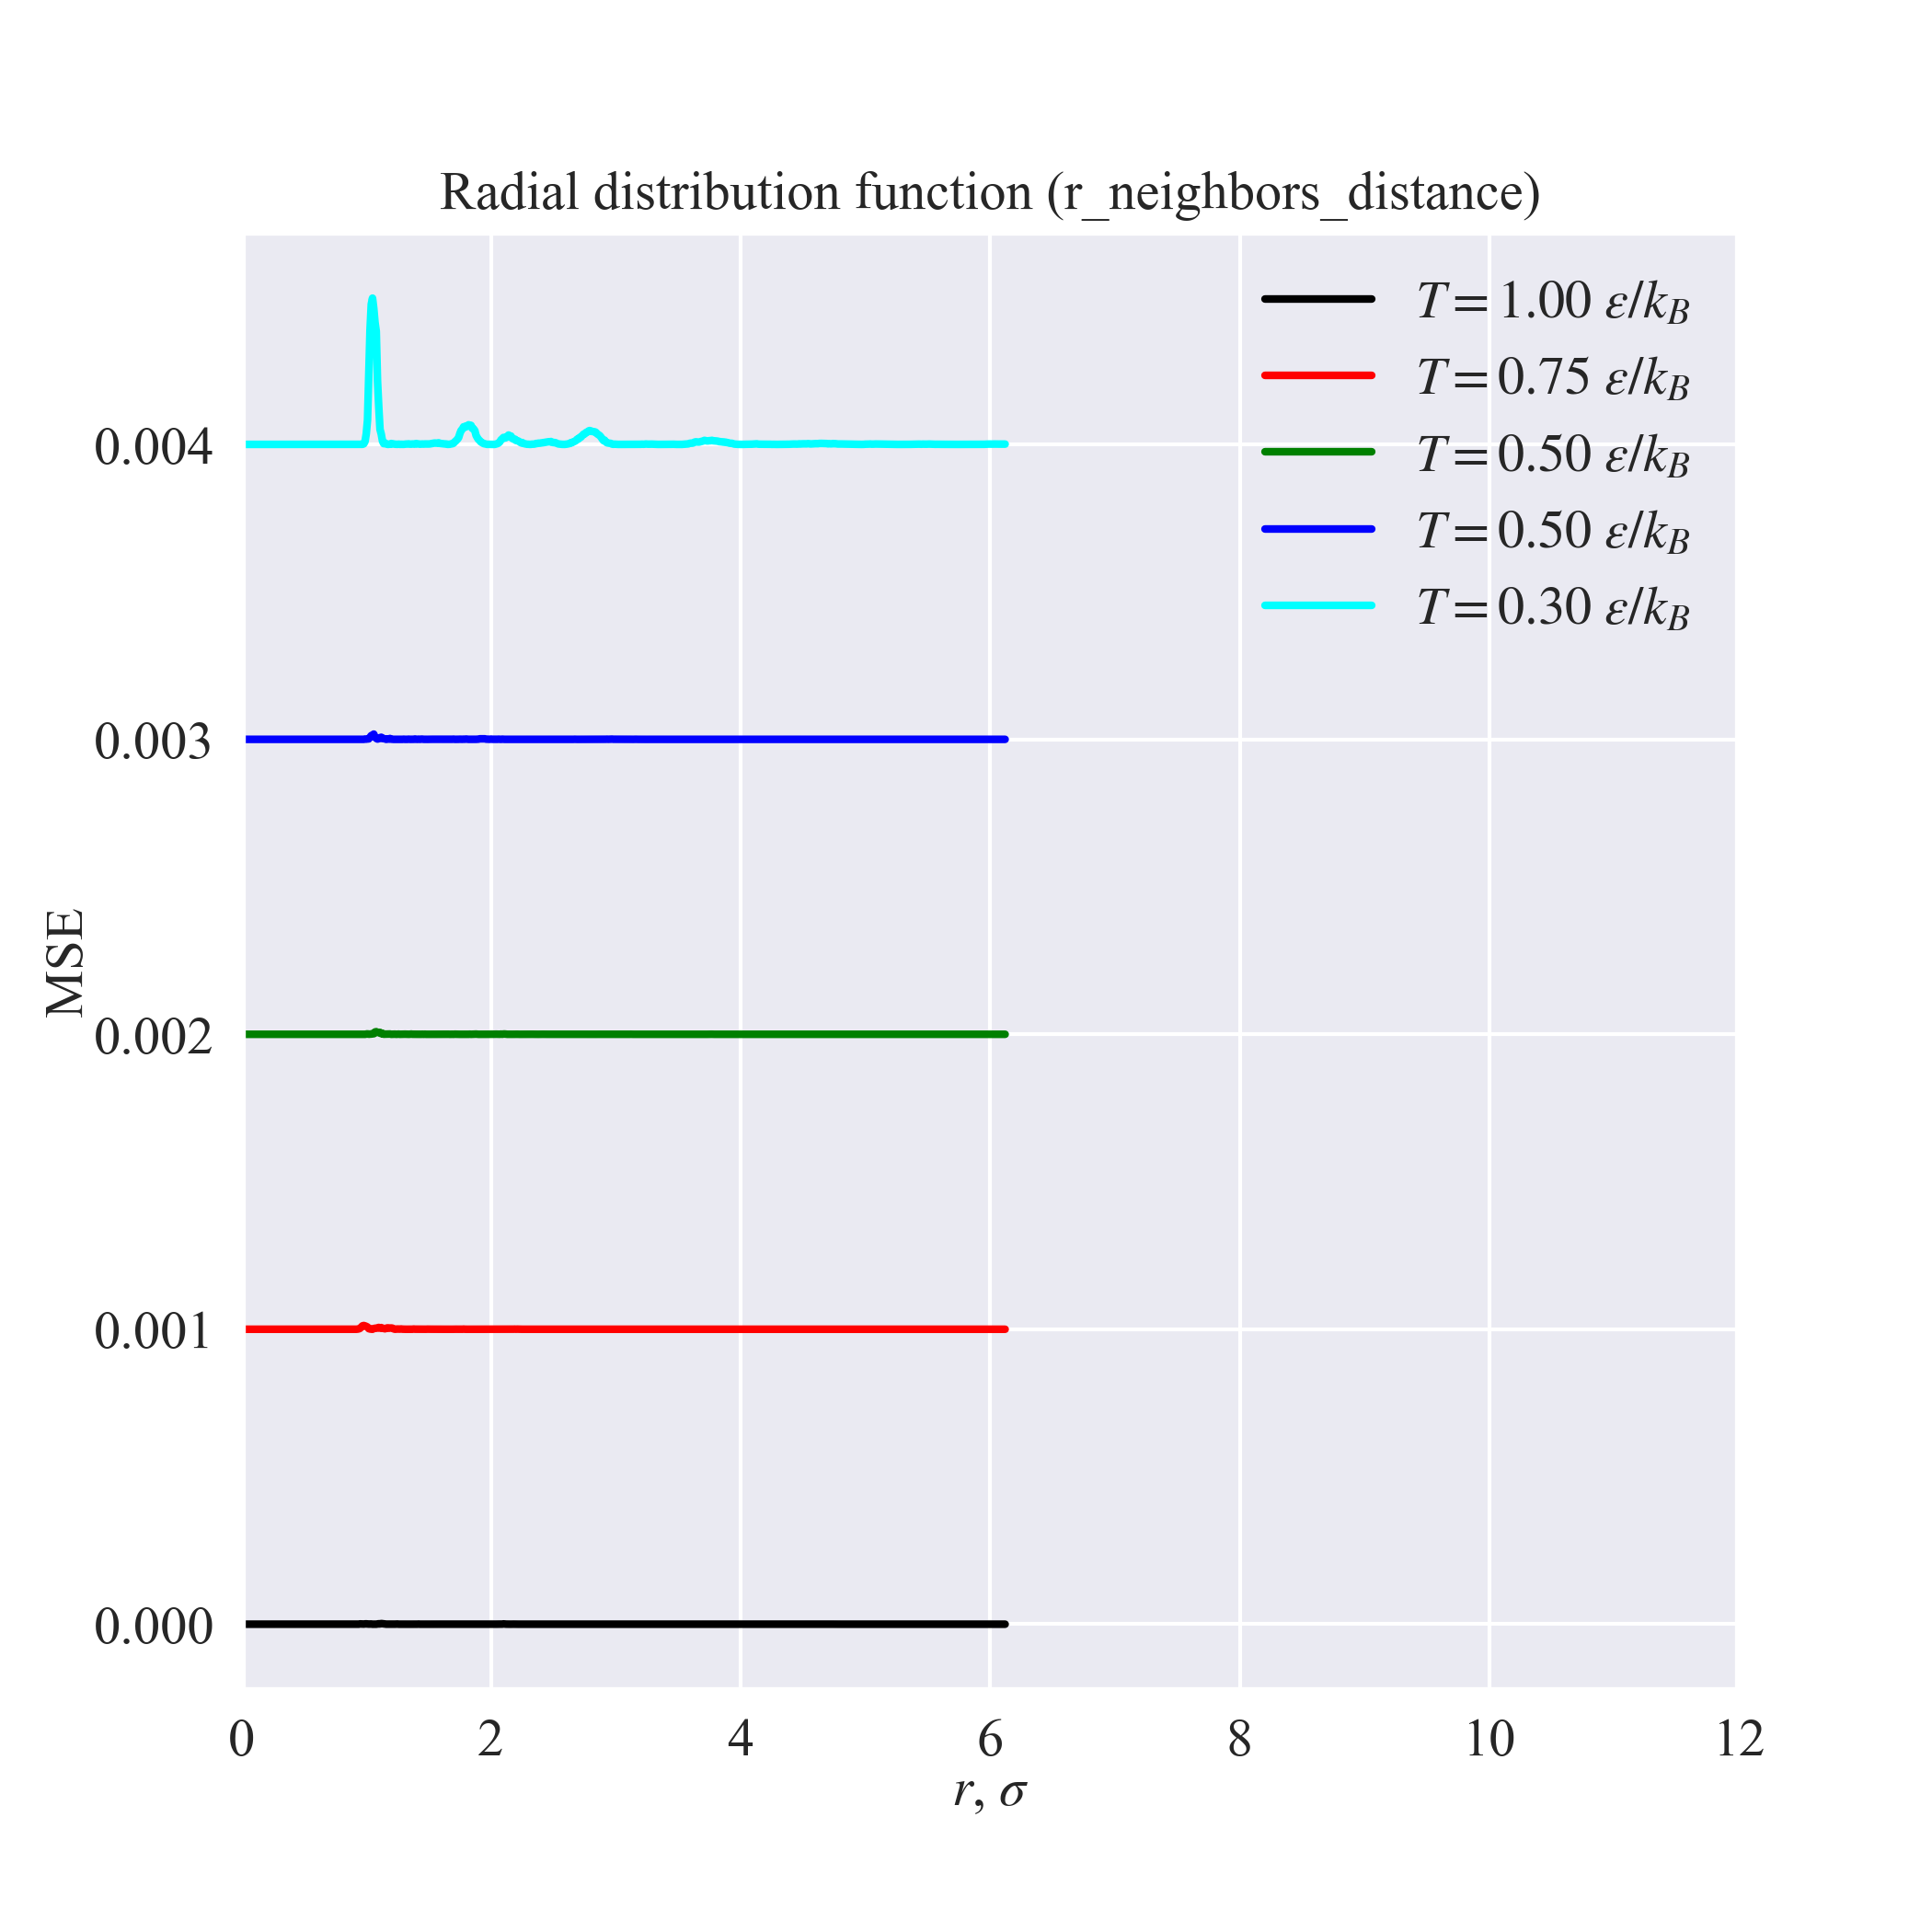 Radial distribution function (r_neighbors_distance)
T = 1.00 ε/k_B
T = 0.75 ε/k_B
T = 0.50 ε/k_B
T = 0.50 ε/k_B
T = 0.30 ε/k_B
0.004
0.003
0.002
0.001
0.000
MSE
0 2 4 6 8 10 12
r, σ